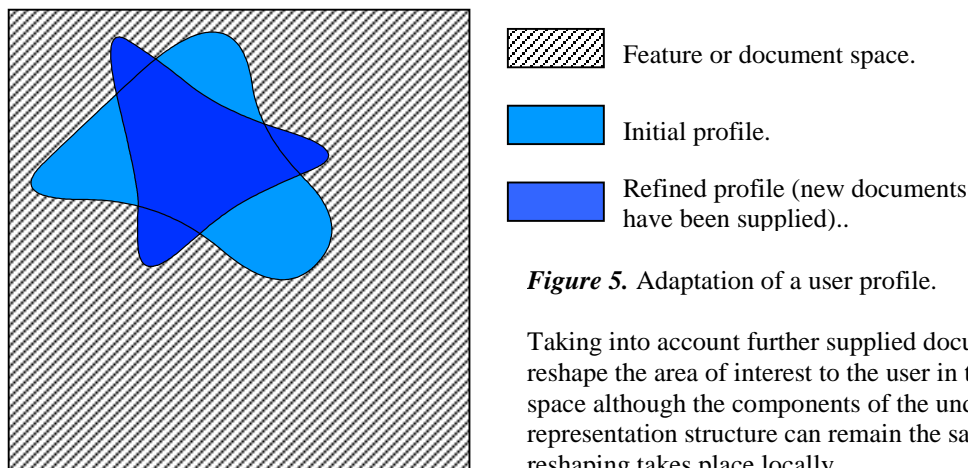 Feature or document space.
Initial profile.
Refined profile (new documents
have been supplied)..
Figure 5. Adaptation of a user profile.
Taking into account further supplied docu
reshape the area of interest to the user in t
space although the components of the und
representation structure can remain the sa
reshaping takes place locally